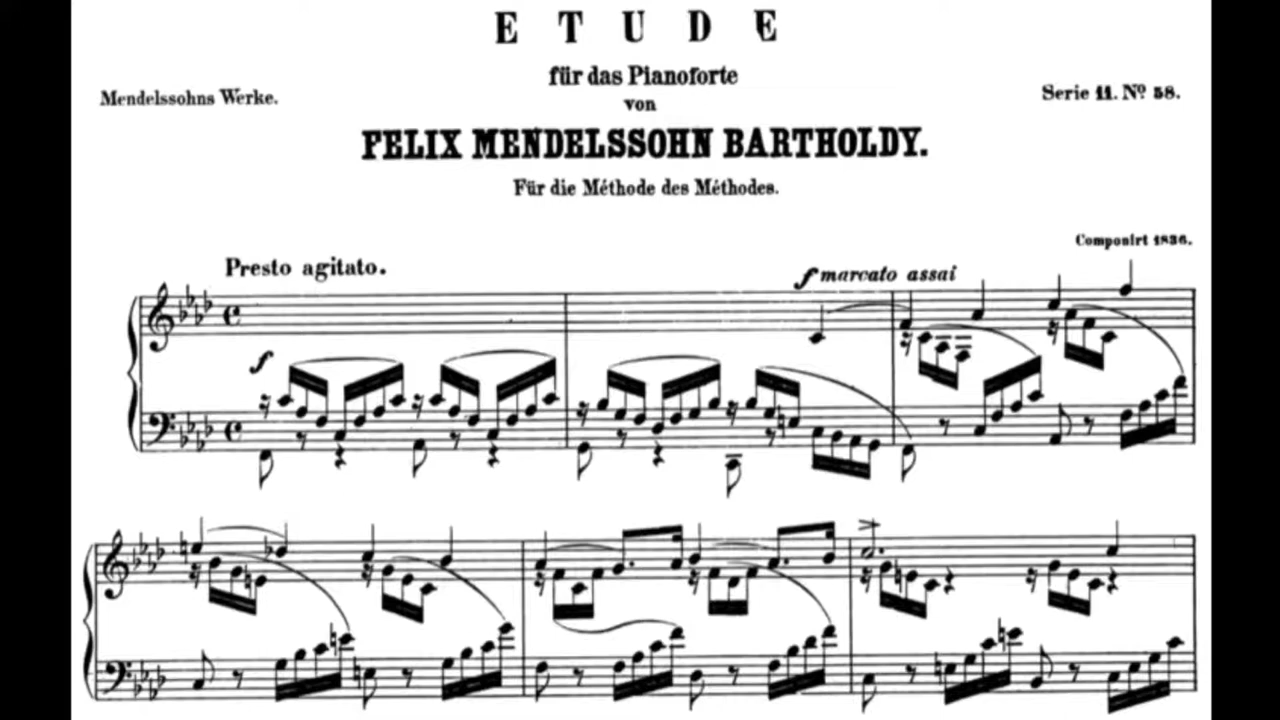 ETUDE
für das Pianoforte
von
Mendelssohns Werke.
Serie 11. Nº 58.
FELIX MENDELSSOHN BARTHOLDY.
Für die Méthode des Méthodes.
Componirt 1836.
Presto agitato.
f marcato assai
f